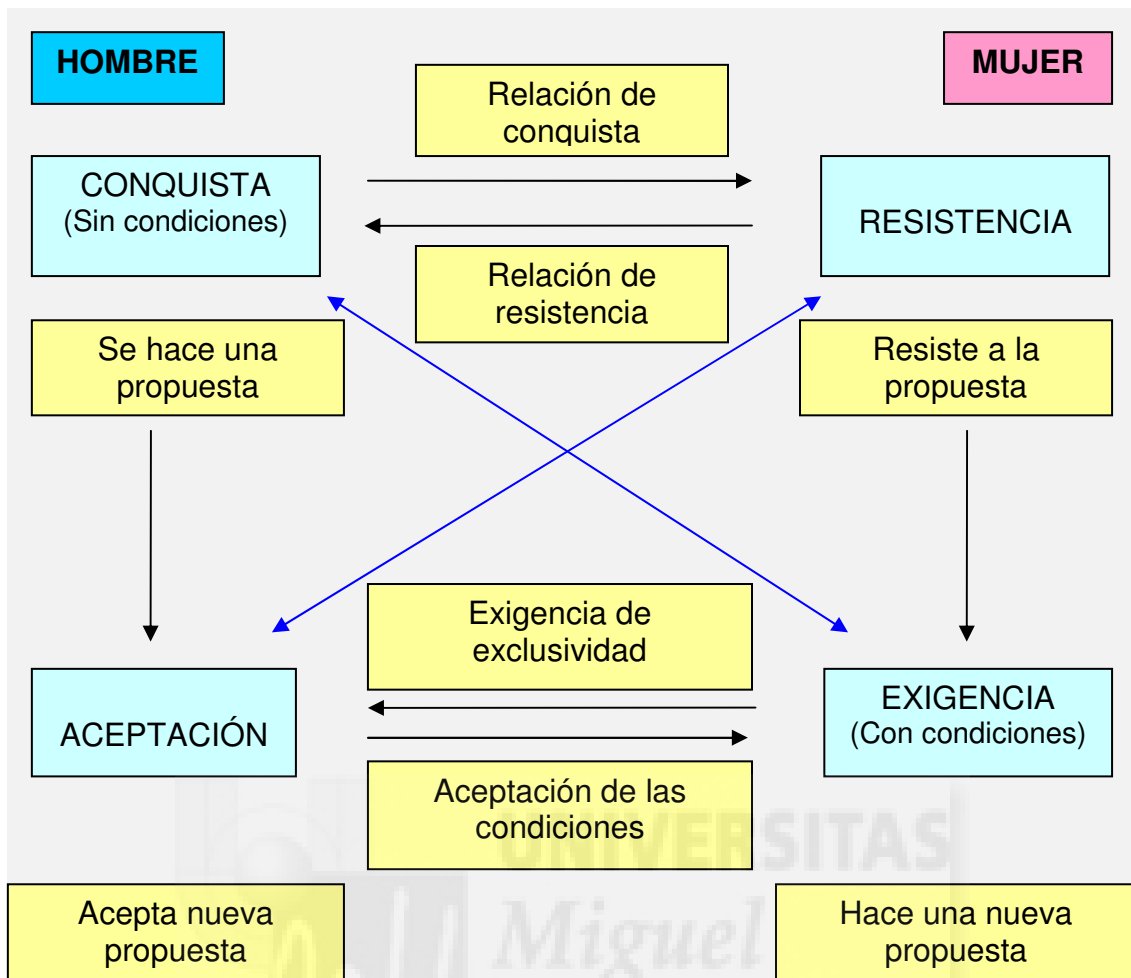 HOMBRE
MUJER
Relación de
conquista
CONQUISTA
(Sin condiciones)
RESISTENCIA
Relación de
resistencia
Se hace una
propuesta
Resiste a la
propuesta
Exigencia de
exclusividad
ACEPTACIÓN
EXIGENCIA
(Con condiciones)
Aceptación de las
condiciones
UNIVERSITAS
Miguel
Acepta nueva
propuesta
Hace una nueva
propuesta